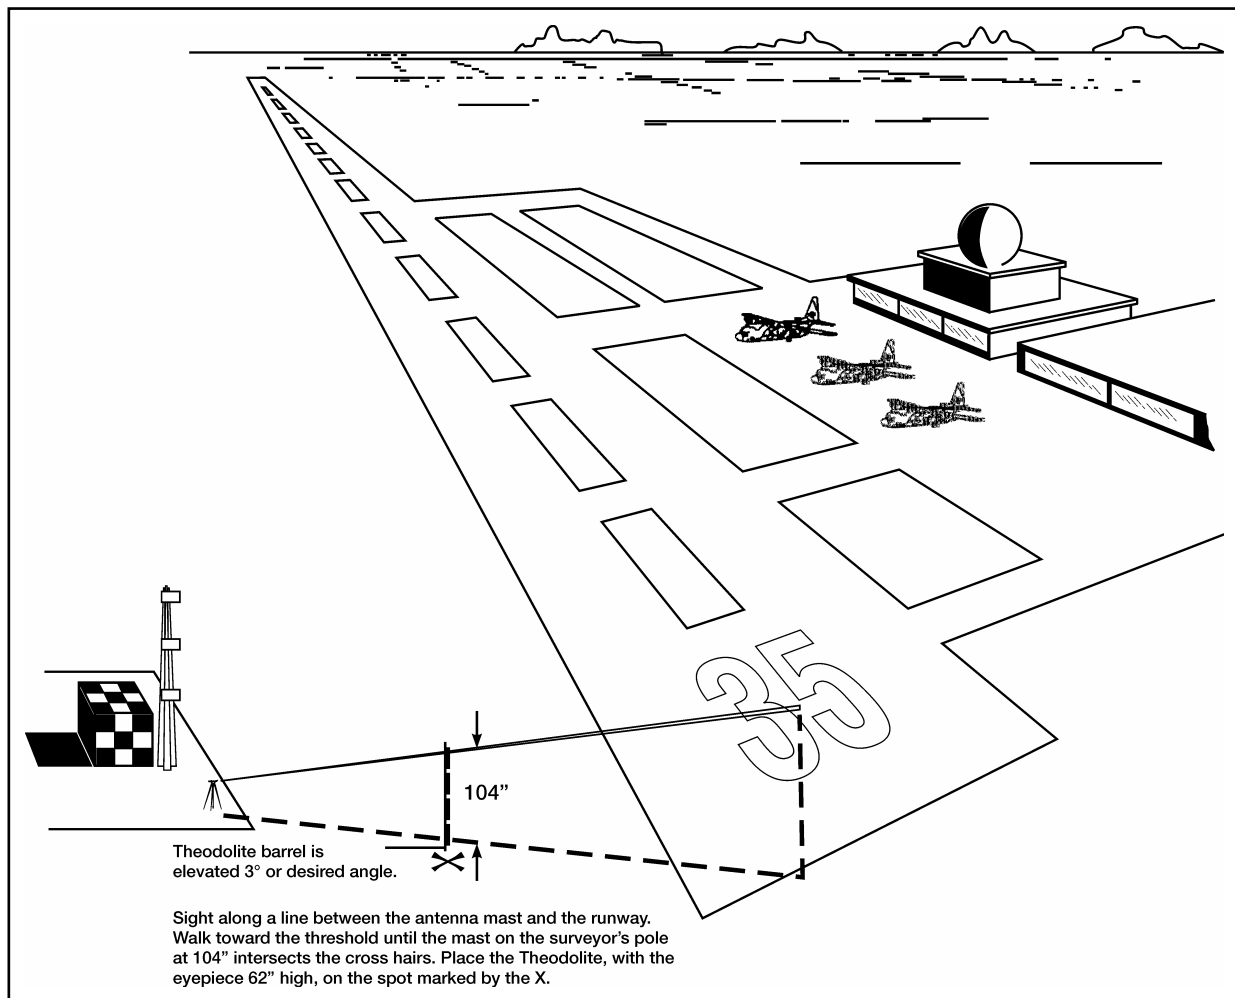 35
104”
Theodolite barrel is
elevated 3° or desired angle.
Sight along a line between the antenna mast and the runway.
Walk toward the threshold until the mast on the surveyor’s pole
at 104” intersects the cross hairs. Place the Theodolite, with the
eyepiece 62” high, on the spot marked by the X.